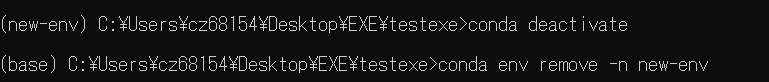 (new-env) C:¥Users¥cz68154¥Desktop¥EXE¥testexe>conda deactivate
(base) C:¥Users¥cz68154¥Desktop¥EXE¥testexe>conda env remove -n new-env